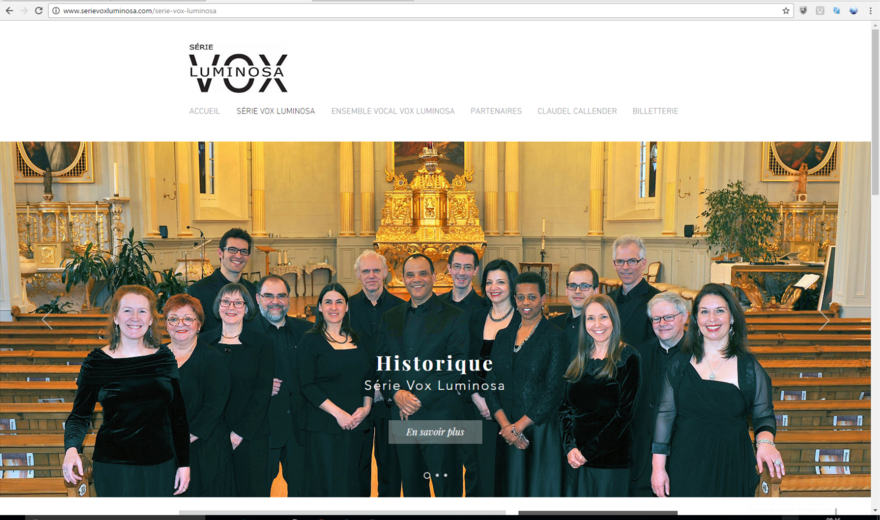 www.serievoxluminosa.com/serie-vox-luminosa
SÉRIE
VOX
LUMINOSA
ACCUEIL SÉRIE VOX LUMINOSA ENSEMBLE VOCAL VOX LUMINOSA PARTENAIRES CLAUDEL CALLENDER BILLETTERIE
Historique
Série Vox Luminosa
En savoir plus